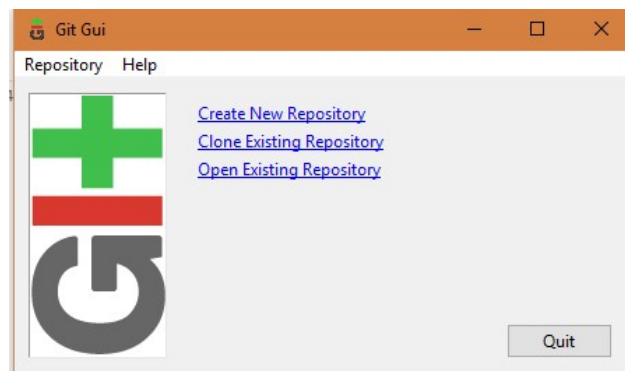 Git Gui
Repository Help
Create New Repository
Clone Existing Repository
Open Existing Repository
Quit